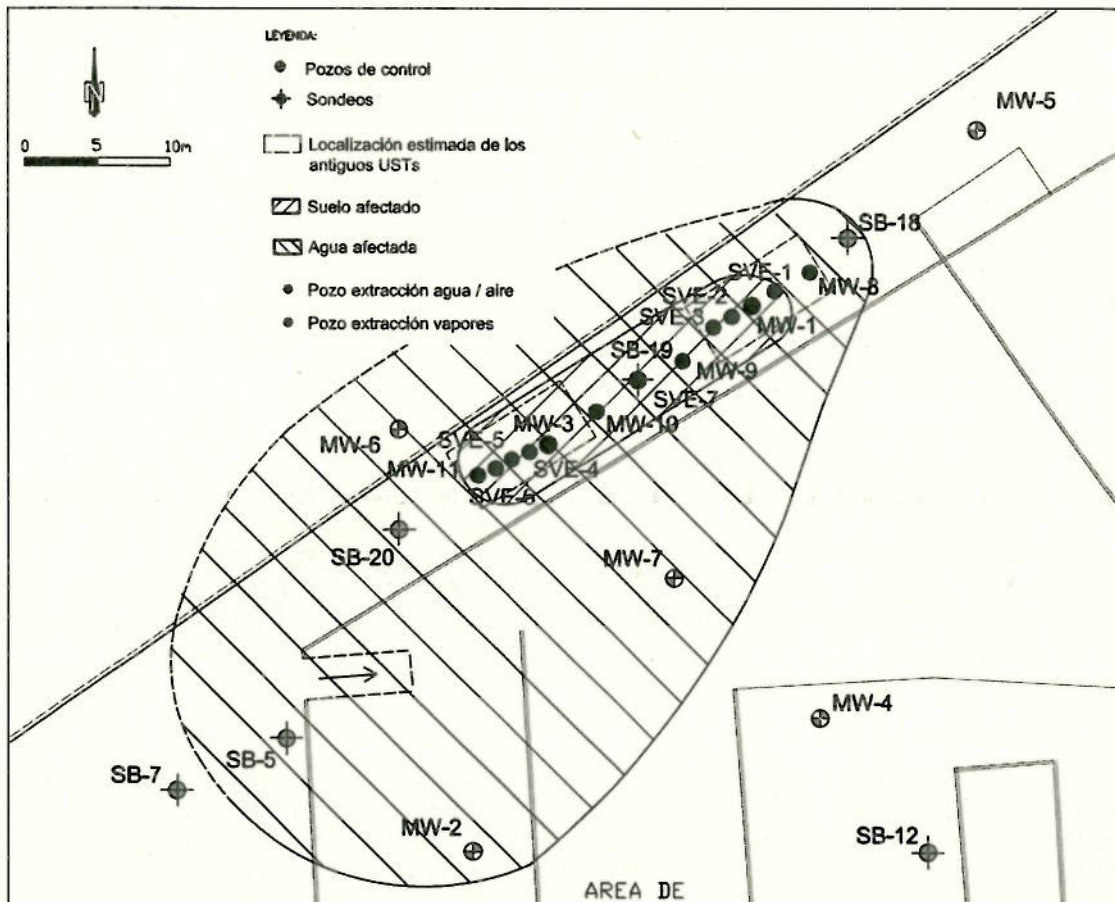 LEYENDA:
Pozos de control
Sondeos
Localización estimada de los
antiguos USTs
Suelo afectado
Agua afectada
Pozo extracción agua / aire
Pozo extracción vapores
N
0 5 10m
MW-5
SB-18
SVE-1
MW-8
SVE-2
SVE-3
MW-1
SB-19
MW-9
SVE-7
MW-3
MW-10
MW-6
SVE-5
MW-11
SVE-4
SVE-6
SB-20
MW-7
MW-4
SB-5
SB-7
MW-2
SB-12
AREA DE